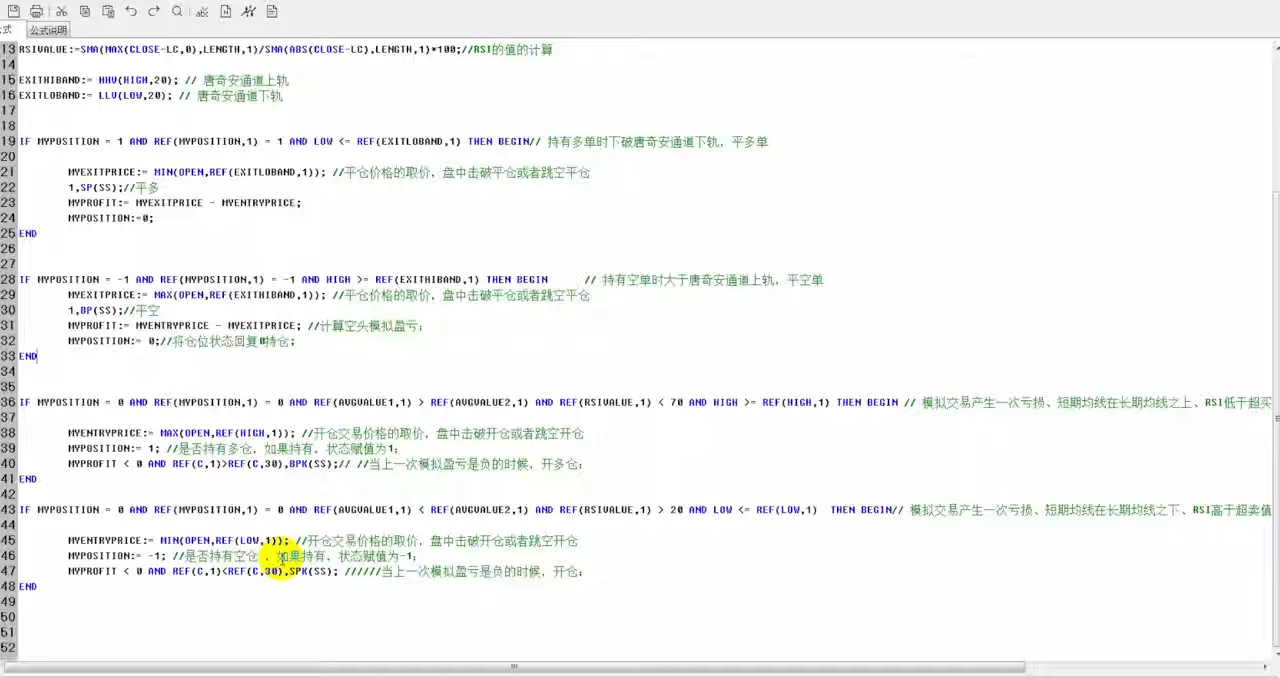 式
公式说明
13 RSIVALUE:=SMA(MAX(CLOSE-LC,0),LENGTH,1)/SMA(ABS(CLOSE-LC),LENGTH,1)*100;//RSI的值的计算
14
15 EXITHIBAND:= HHV(HIGH,20); // 唐奇安通道上轨
16 EXITLOBAND:= LLV(LOW,20); // 唐奇安通道下轨
17
18
19 IF MYPOSITION = 1 AND REF(MYPOSITION,1) = 1 AND LOW <= REF(EXITLOBAND,1) THEN BEGIN// 持有多单时下破唐奇安通道下轨，平多单
20
21 MYEXITPRICE:= MIN(OPEN,REF(EXITLOBAND,1)); //平仓价格的取价，盘中击破平仓或者跳空平仓
22 1,SP(SS);//平多
23 MYPROFIT:= MYEXITPRICE - MYENTRYPRICE;
24 MYPOSITION:=0;
25 END
26
27
28 IF MYPOSITION = -1 AND REF(MYPOSITION,1) = -1 AND HIGH >= REF(EXITHIBAND,1) THEN BEGIN // 持有空单时大于唐奇安通道上轨，平空单
29 MYEXITPRICE:= MAX(OPEN,REF(EXITHIBAND,1)); //平仓价格的取价，盘中击破平仓或者跳空平仓
30 1,BP(SS);//平空
31 MYPROFIT:= MYENTRYPRICE - MYEXITPRICE; //计算空头模拟盈亏;
32 MYPOSITION:= 0;//将仓位状态回复0持仓;
33 END
34
35
36 IF MYPOSITION = 0 AND REF(MYPOSITION,1) = 0 AND REF(AVGVALUE1,1) > REF(AVGVALUE2,1) AND REF(RSIVALUE,1) < 70 AND HIGH >= REF(HIGH,1) THEN BEGIN // 模拟交易产生一次亏损、短期均线在长期均线之上、RSI低于超买
37
38 MYENTRYPRICE:= MAX(OPEN,REF(HIGH,1)); //开仓交易价格的取价，盘中击破开仓或者跳空开仓
39 MYPOSITION:= 1; //是否持有多仓，如果持有，状态赋值为1;
40 MYPROFIT < 0 AND REF(C,1)>REF(C,30),BPK(SS);// //当上一次模拟盈亏是负的时候，开多仓;
41 END
42
43 IF MYPOSITION = 0 AND REF(MYPOSITION,1) = 0 AND REF(AVGVALUE1,1) < REF(AVGVALUE2,1) AND REF(RSIVALUE,1) > 20 AND LOW <= REF(LOW,1) THEN BEGIN// 模拟交易产生一次亏损、短期均线在长期均线之下、RSI高于超卖值
44
45 MYENTRYPRICE:= MIN(OPEN,REF(LOW,1)); //开仓交易价格的取价，盘中击破开仓或者跳空开仓
46 MYPOSITION:= -1; //是否持有空仓 ，如果持有、状态赋值为-1;
47 MYPROFIT < 0 AND REF(C,1)<REF(C,30),SPK(SS); //////当上一次模拟盈亏是负的时候，开仓;
48 END
49
50
51
52